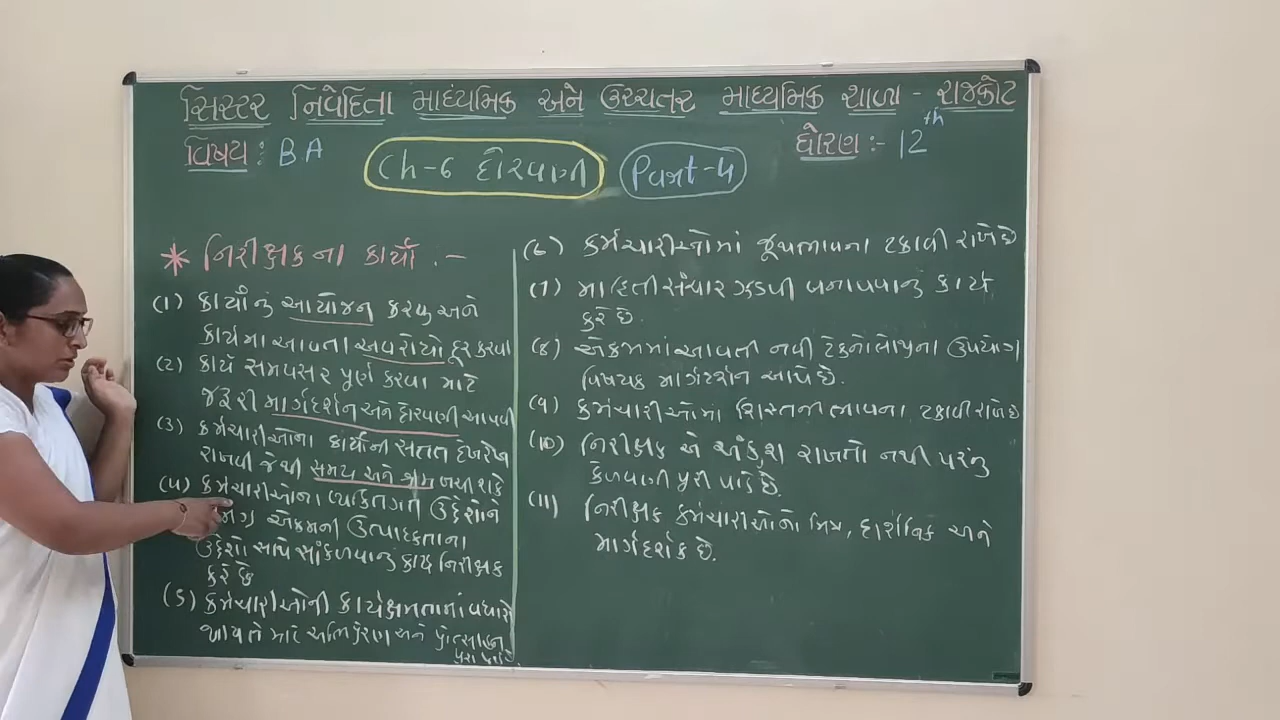 સિસ્ટર નિવેદિતા માધ્યમિક અને ઉચ્ચતર માધ્યમિક શાળા - રાજકોટ
વિષય : BA
ધોરણ :- 12th
Ch-6 દોરવણી
Part-4
* નિરીક્ષકના કાર્યો :-
(1) કાર્યોનું આયોજન કરવુ અને
કાર્યમા આવતા અવરોધો દૂર કરવા
(2) કાર્ય સમયસર પૂર્ણ કરવા માટે
જરૂરી માર્ગદર્શન અને દોરવણી આપવી
(3) કર્મચારીઓના કાર્યોની સતત દેખરેખ
રાખવી જેથી સમય અને શ્રમ બચી શકે
(4) કર્મચારીઓના વ્યક્તિગત ઉદ્દેશોને
એકમની ઉત્પાદકતાના
ઉદ્દેશો સાથે સાંકળવાનું કાર્ય નિરીક્ષક
કરે છે
(5) કર્મચારીઓની કાર્યક્ષમતામાં વધારો
થાય તે માટે અભિપ્રેરણ અને પ્રોત્સાહન
(6) કર્મચારીઓમાં જૂથભાવના ટકાવી રાખે છે
(7) માહિતીસંચાર ઝડપી બનાવવાનું કાર્ય
કરે છે.
(8) એકમમાં આવતી નવી ટેકનોલોજીના ઉપયોગ
વિષયક માર્ગદર્શન આપે છે.
(9) કર્મચારીઓમા શિસ્તની ભાવના ટકાવી રાખે છે
(10) નિરીક્ષક એ અંકુશ રાખતો નથી પરંતુ
કેળવણી પૂરી પાડે છે.
(11) નિરીક્ષક કર્મચારીઓનો મિત્ર, દાર્શનિક અને
માર્ગદર્શક છે.